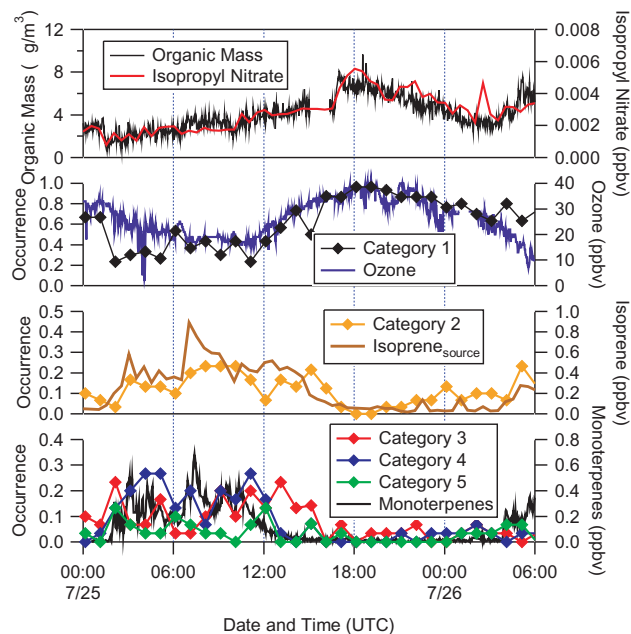 Organic Mass ( g/m³)
12
8
4
0
Organic Mass
Isopropyl Nitrate
0.008
0.006
0.004
0.002
0.000
Isopropyl Nitrate
(ppbv)
Occurrence
1.0
0.8
0.6
0.4
0.2
0.0
Category 1
Ozone
40
30
20
10
0
Ozone
(ppbv)
Occurrence
0.5
0.4
0.3
0.2
0.1
0.0
Category 2
Isoprene source
1.0
0.8
0.6
0.4
0.2
0.0
Isoprene
(ppbv)
Occurrence
0.4
0.3
0.2
0.1
0.0
Category 3
Category 4
Category 5
Monoterpenes
0.8
0.6
0.4
0.2
0.0
Monoterpenes
(ppbv)
00:00 06:00 12:00 18:00 00:00 06:00
7/25 7/26
Date and Time (UTC)